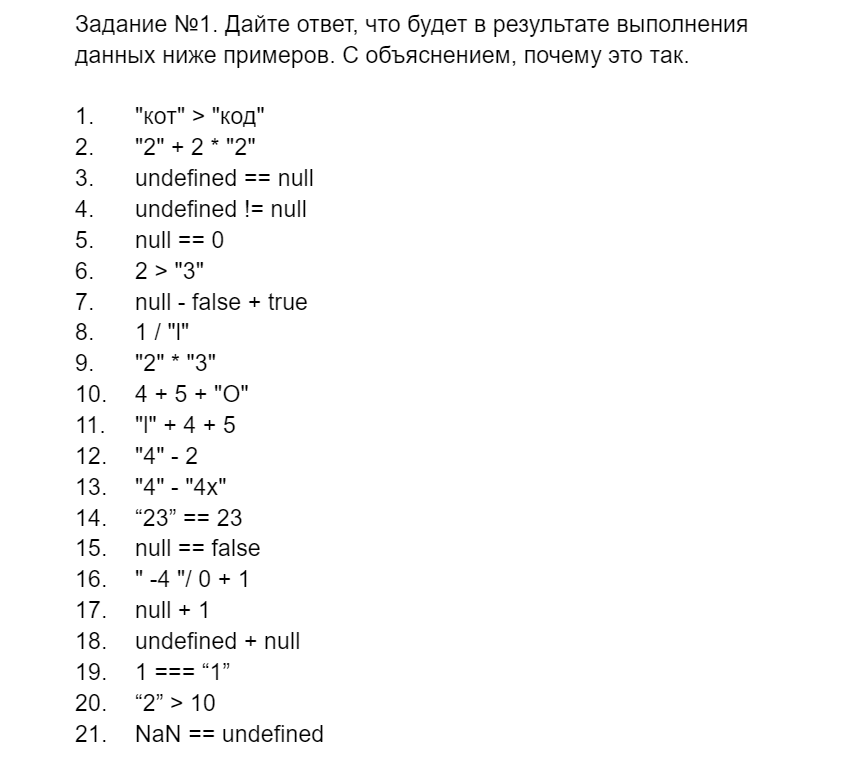 Задание №1. Дайте ответ, что будет в результате выполнения
данных ниже примеров. С объяснением, почему это так.
1. "кот" > "код"
2. "2" + 2 * "2"
3. undefined == null
4. undefined != null
5. null == 0
6. 2 > "3"
7. null - false + true
8. 1 / "l"
9. "2" * "3"
10. 4 + 5 + "O"
11. "l" + 4 + 5
12. "4" - 2
13. "4" - "4x"
14. “23” == 23
15. null == false
16. " -4 "/ 0 + 1
17. null + 1
18. undefined + null
19. 1 === “1”
20. “2” > 10
21. NaN == undefined